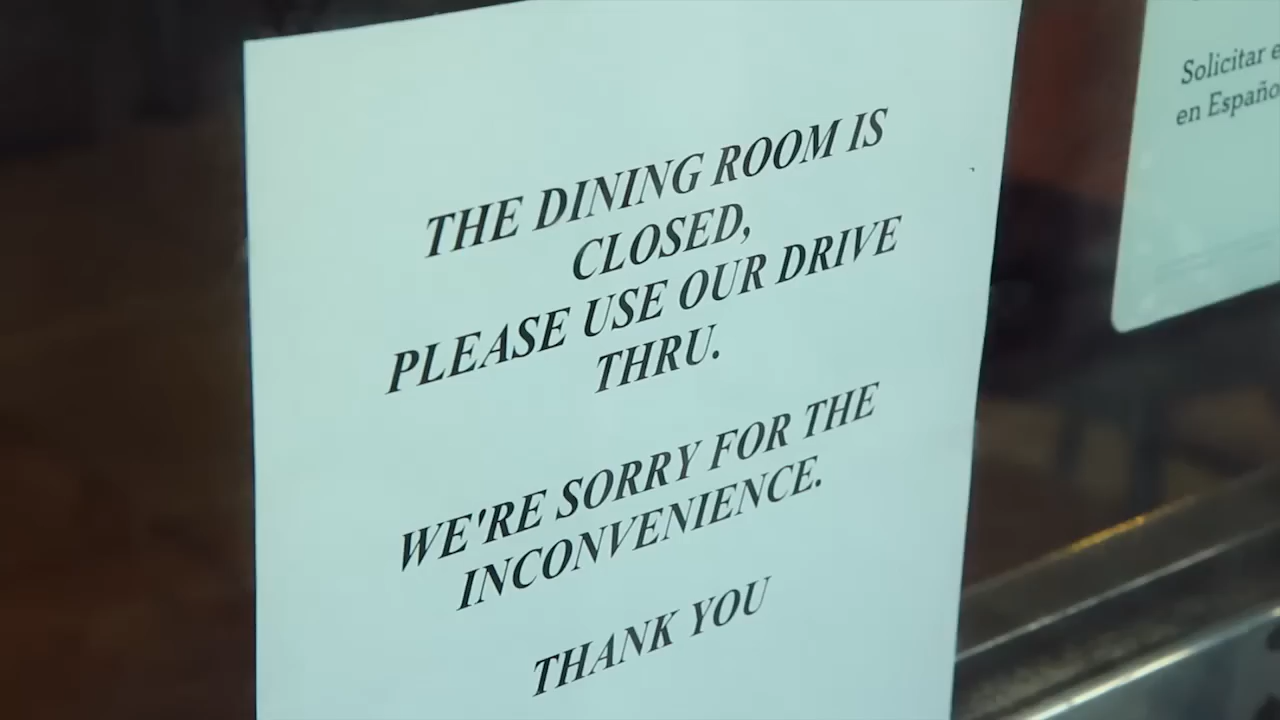 THE DINING ROOM IS
CLOSED,
PLEASE USE OUR DRIVE
THRU.
WE'RE SORRY FOR THE
INCONVENIENCE.
THANK YOU
Solicitar
en